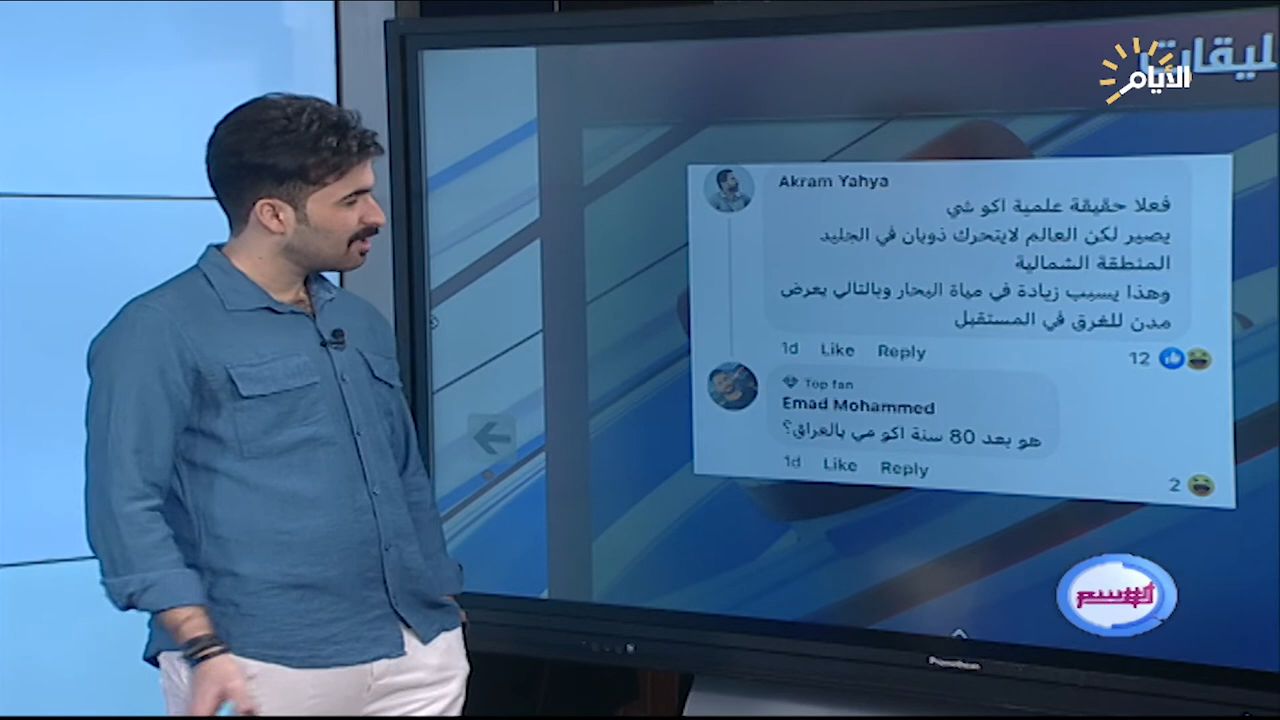 الأيام
Akram Yahya
فعلا حقيقة علمية اكو شي
يصير لكن العالم لايتحرك ذوبان في الجليد
المنطقة الشمالية
وهذا يسبب زيادة في مياة البحار وبالتالي يعرض
مدن للغرق في المستقبل
1d Like Reply 12
Top fan
Emad Mohammed
هو بعد 80 سنة اكو مي بالعراق؟
1d Like Reply
2
Promethean